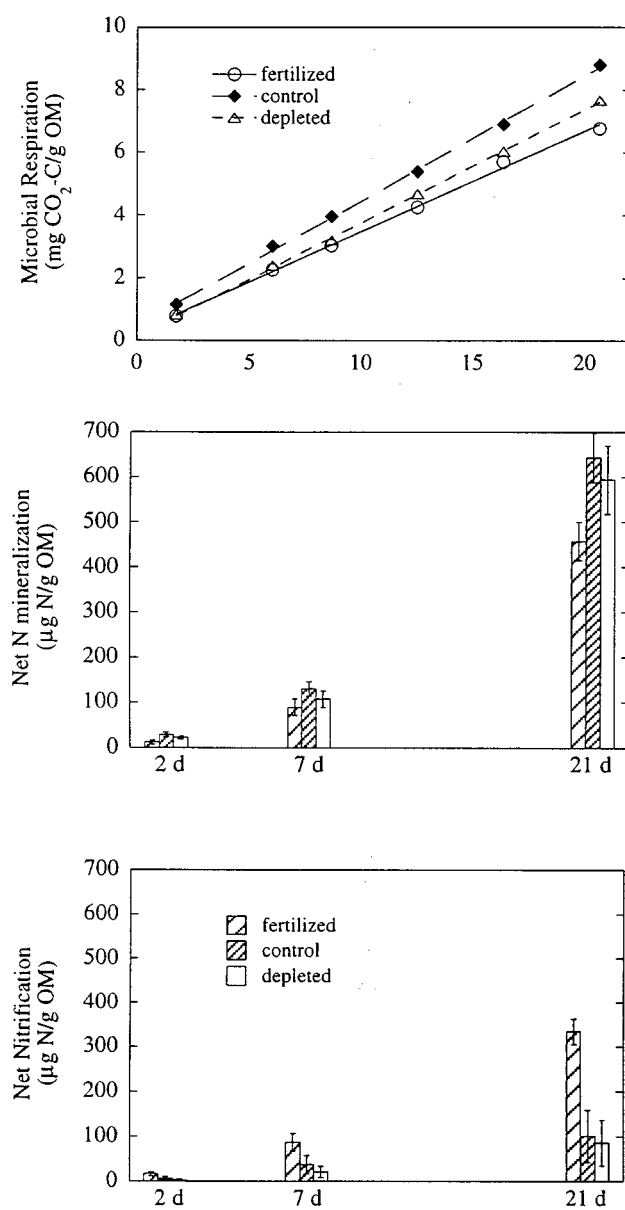 10
8
6
4
2
0
Microbial Respiration
(mg CO2-C/g OM)
fertilized
control
depleted
0 5 10 15 20
700
600
500
400
300
200
100
0
Net N mineralization
(µg N/g OM)
2 d 7 d 21 d
700
600
500
400
300
200
100
0
Net Nitrification
(µg N/g OM)
fertilized
control
depleted
2 d 7 d 21 d